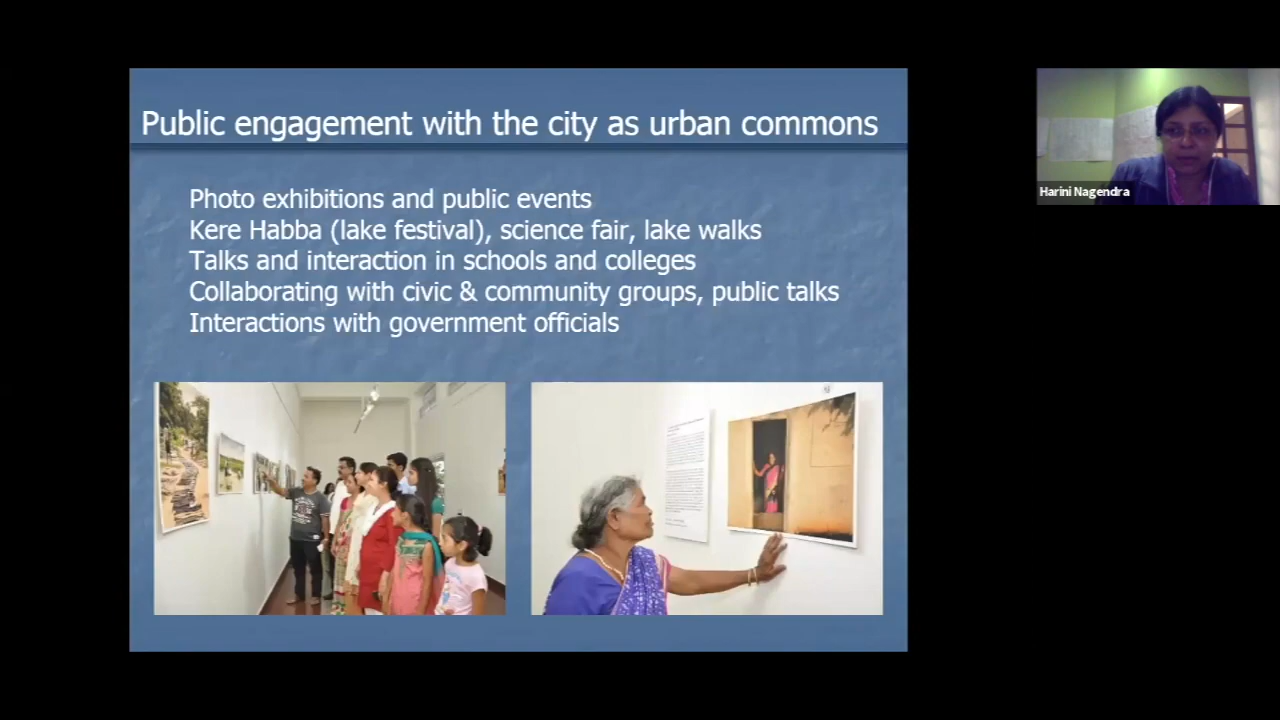 Public engagement with the city as urban commons
Photo exhibitions and public events
Kere Habba (lake festival), science fair, lake walks
Talks and interaction in schools and colleges
Collaborating with civic & community groups, public talks
Interactions with government officials
Harini Nagendra